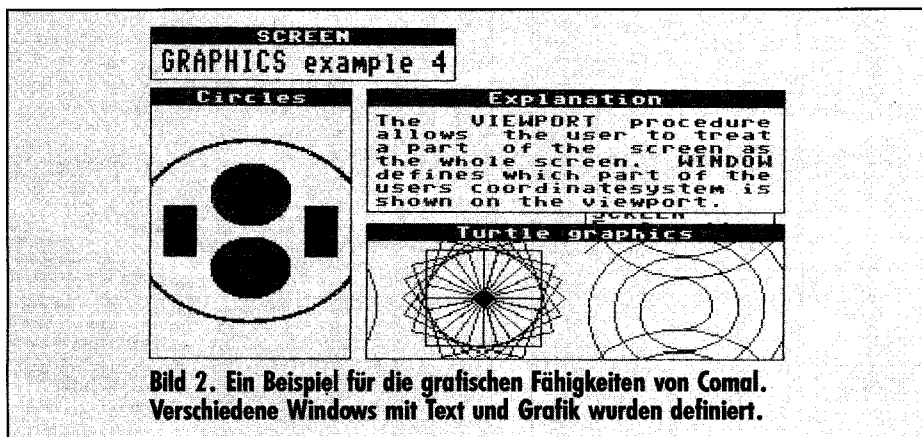 SCREEN
GRAPHICS example 4
Circles
Explanation
The VIEWPORT procedure
allows the user to treat
a part of the screen as
the whole screen. WINDOW
defines which part of the
users coordinatesystem is
shown on the viewport.
SCREEN
Turtle graphics
Bild 2. Ein Beispiel für die grafischen Fähigkeiten von Comal.
Verschiedene Windows mit Text und Grafik wurden definiert.